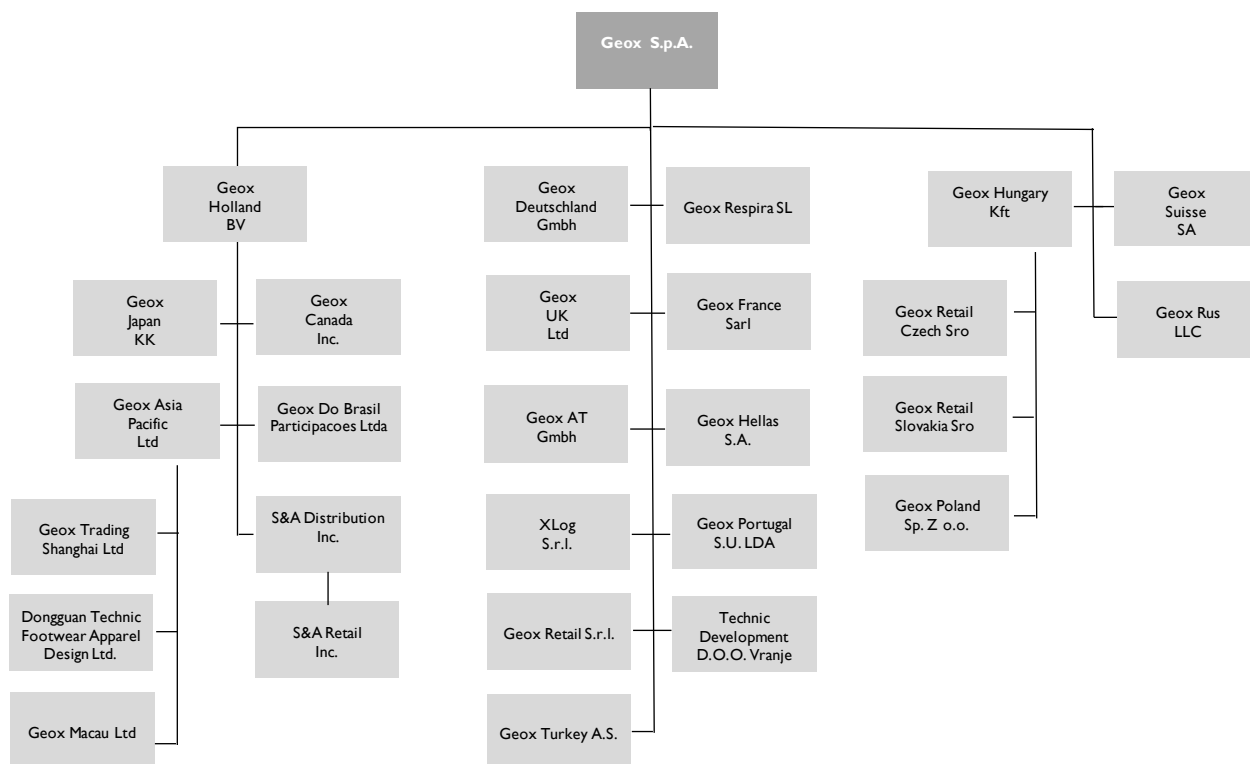 Geox S.p.A.
Geox
Holland
BV
Geox
Deutschland
Gmbh
Geox Respira SL
Geox Hungary
Kft
Geox
Suisse
SA
Geox
Japan
KK
Geox
Canada
Inc.
Geox
UK
Ltd
Geox France
Sarl
Geox Retail
Czech Sro
Geox Rus
LLC
Geox Asia
Pacific
Ltd
Geox Do Brasil
Participacoes Ltda
Geox AT
Gmbh
Geox Hellas
S.A.
Geox Retail
Slovakia Sro
Geox Trading
Shanghai Ltd
S&A Distribution
Inc.
XLog
S.r.l.
Geox Portugal
S.U. LDA
Geox Poland
Sp. Z o.o.
Dongguan Technic
Footwear Apparel
Design Ltd.
S&A Retail
Inc.
Geox Retail S.r.l.
Technic
Development
D.O.O. Vranje
Geox Macau Ltd
Geox Turkey A.S.